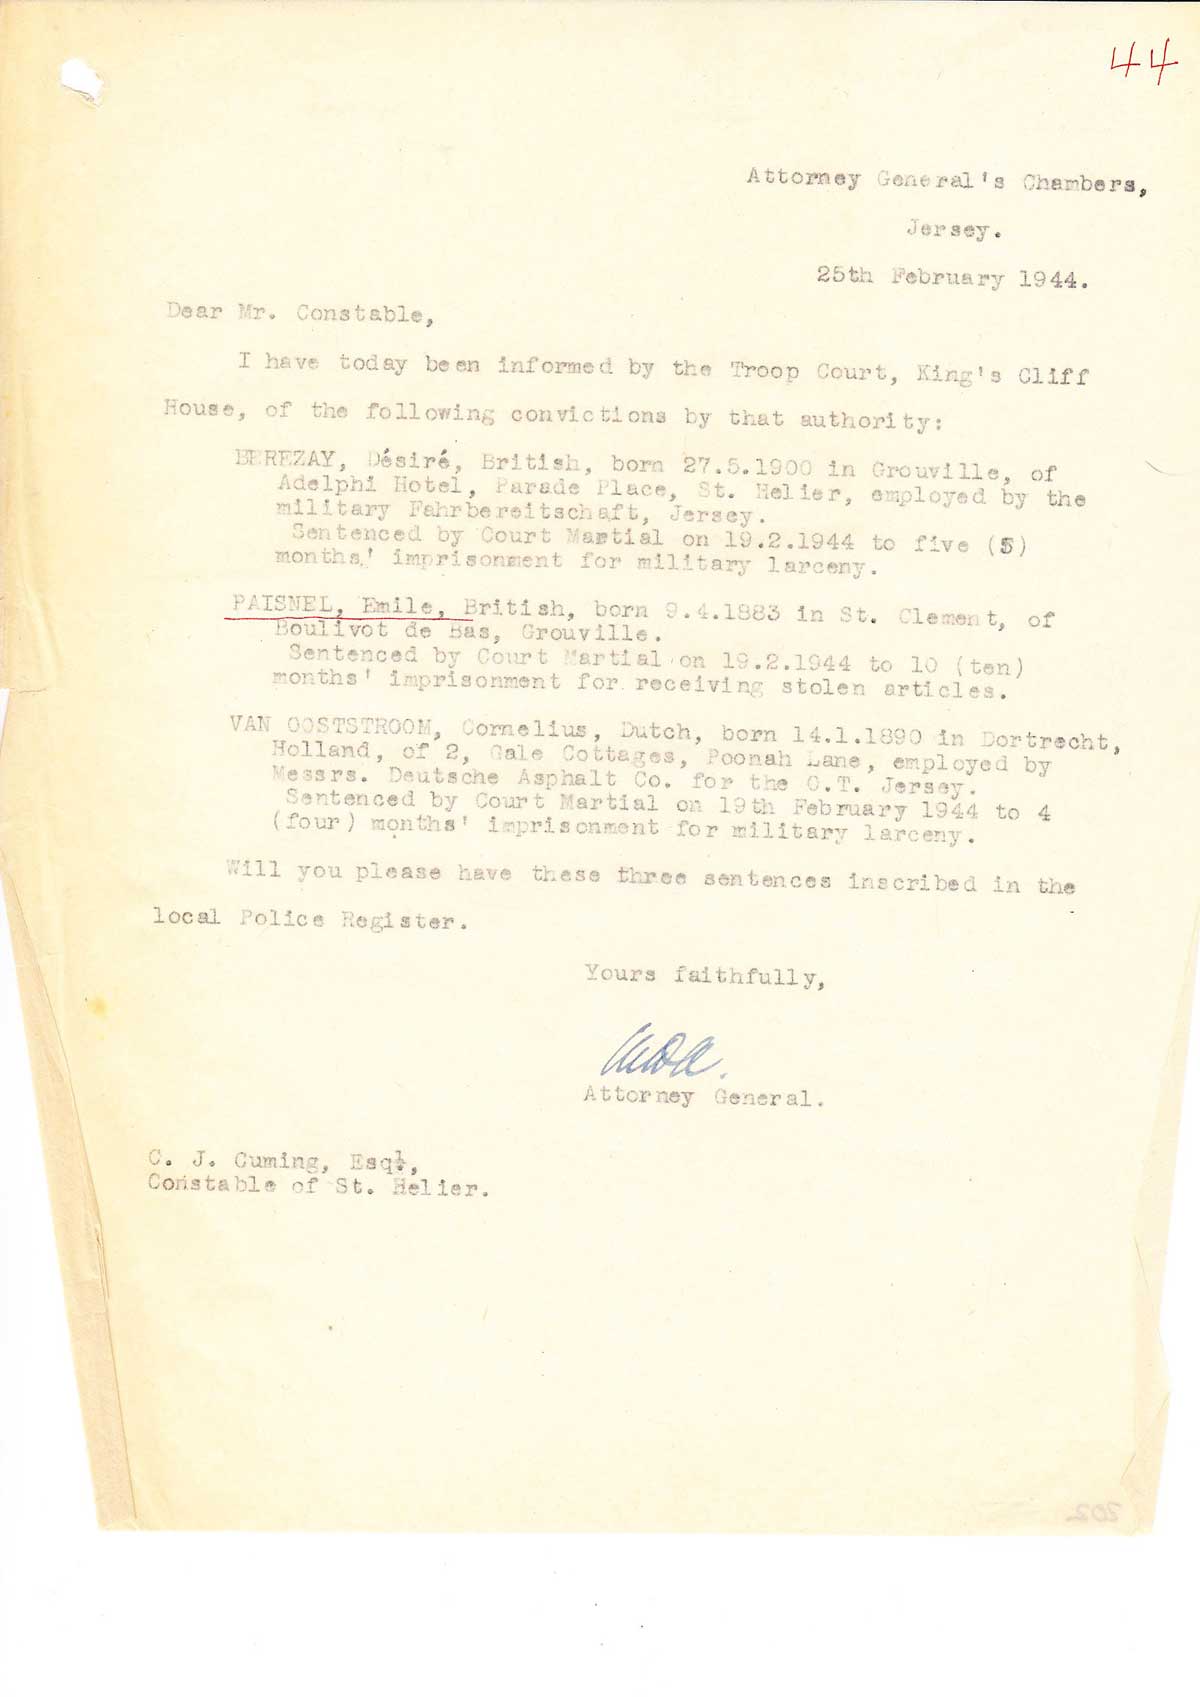 44
Attorney General's Chambers,
Jersey.
25th February 1944.
Dear Mr. Constable,
I have today been informed by the Troop Court, King's Cliff
House, of the following convictions by that authority:
BEREZAY, Désiré, British, born 27.5.1900 in Grouville, of
Adelphi Hotel, Parade Place, St. Helier, employed by the
military Fahrbereitschaft, Jersey.
Sentenced by Court Martial on 19.2.1944 to five (5)
months' imprisonment for military larceny.
PAISNEL, Emile, British, born 9.4.1883 in St. Clement, of
Boulivot de Bas, Grouville.
Sentenced by Court Martial on 19.2.1944 to 10 (ten)
months' imprisonment for receiving stolen articles.
VAN OOSTSTROOM, Cornelius, Dutch, born 14.1.1890 in Dortrecht,
Holland, of 2, Gale Cottages, Poonah Lane, employed by
Messrs. Deutsche Asphalt Co. for the O.T. Jersey.
Sentenced by Court Martial on 19th February 1944 to 4
(four) months' imprisonment for military larceny.
Will you please have these three sentences inscribed in the
local Police Register.
Yours faithfully,
Attorney General.
C. J. Cuming, Esq.,
Constable of St. Helier.
202